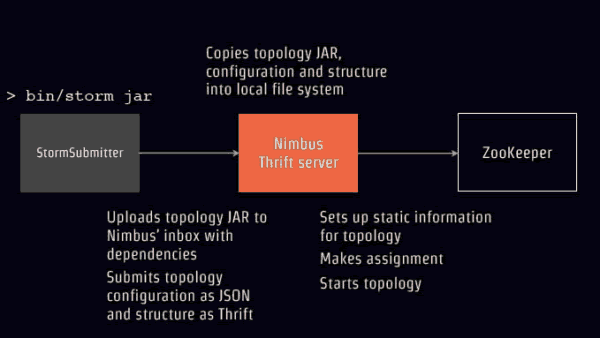 Copies topology JAR,
configuration and structure
into local file system
> bin/storm jar
StormSubmitter
Nimbus
Thrift server
ZooKeeper
Uploads topology JAR to
Nimbus' inbox with
dependencies
Submits topology
configuration as JSON
and structure as Thrift
Sets up static information
for topology
Makes assignment
Starts topology